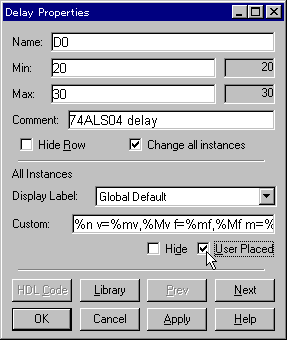 Delay Properties
Name: D0
Min: 20 20
Max: 30 30
Comment: 74ALS04 delay
Hide Row Change all instances
All Instances
Display Label: Global Default
Custom: %n v=%mv,%Mv f=%mf,%Mf m=%
Hide User Placed
HDL Code Library Prev Next
OK Cancel Apply Help